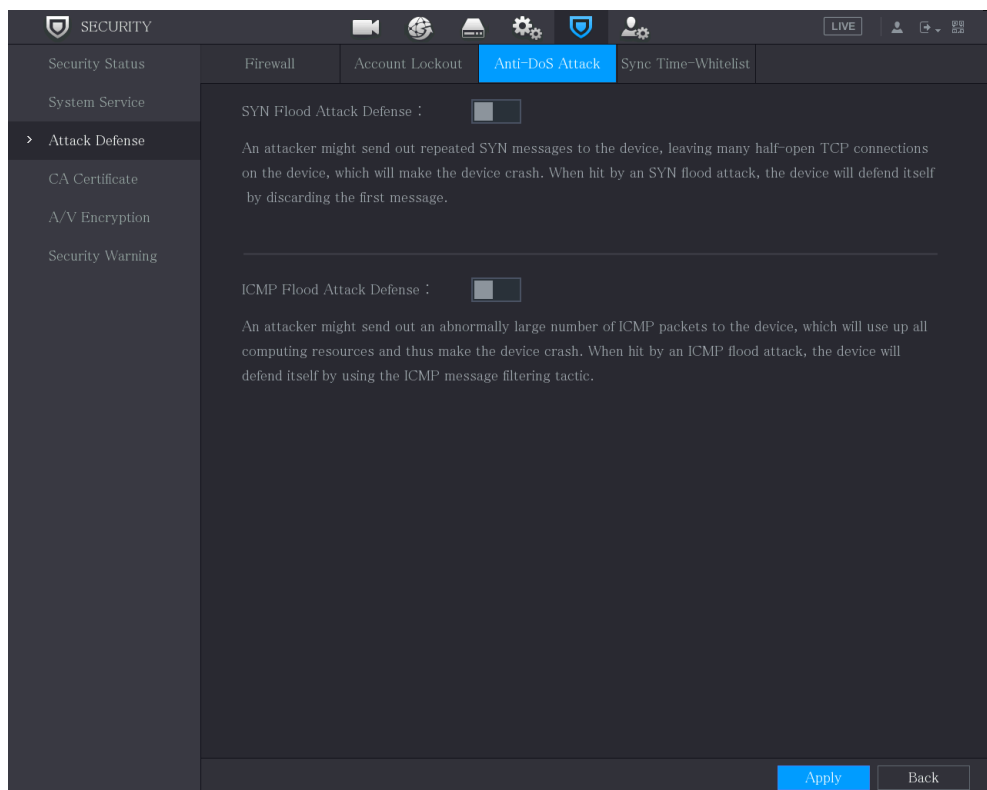 SECURITY
LIVE
Security Status
System Service
Attack Defense
CA Certificate
A/V Encryption
Security Warning
Firewall
Account Lockout
Anti-DoS Attack
Sync Time-Whitelist
SYN Flood Attack Defense :
An attacker might send out repeated SYN messages to the device, leaving many half-open TCP connections
on the device, which will make the device crash. When hit by an SYN flood attack, the device will defend itself
by discarding the first message.
ICMP Flood Attack Defense :
An attacker might send out an abnormally large number of ICMP packets to the device, which will use up all
computing resources and thus make the device crash. When hit by an ICMP flood attack, the device will
defend itself by using the ICMP message filtering tactic.
Apply
Back